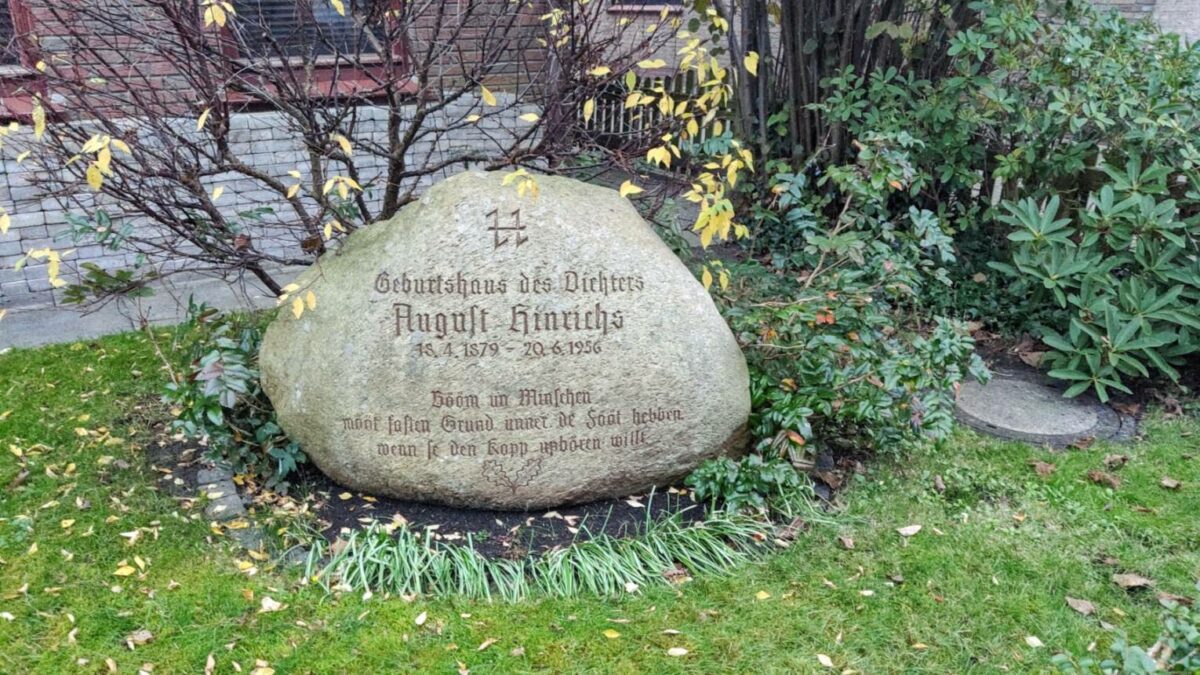 Geburtshaus des Dichters
August Hinrichs
18. 4. 1879 - 20. 6. 1956
Bööm un Minschen
mööt fasten Grund unner de Fööt hebben
wenn se den Kopp upbören willt